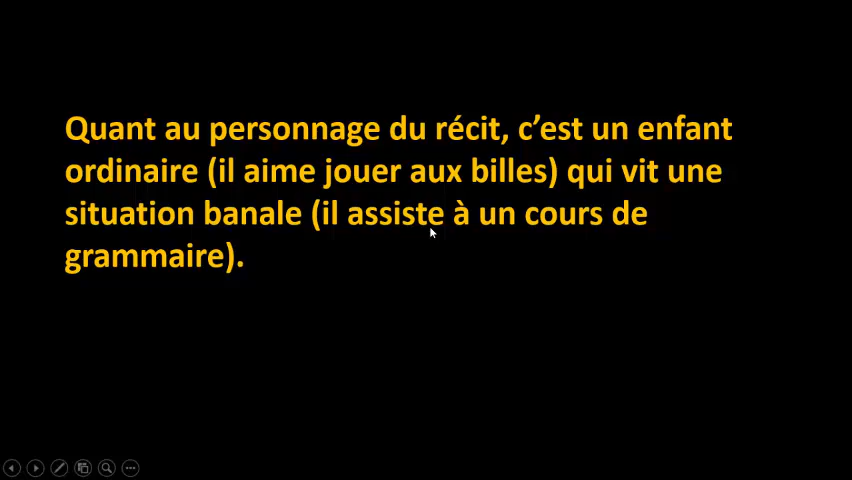 Quant au personnage du récit, c’est un enfant
ordinaire (il aime jouer aux billes) qui vit une
situation banale (il assiste à un cours de
grammaire).